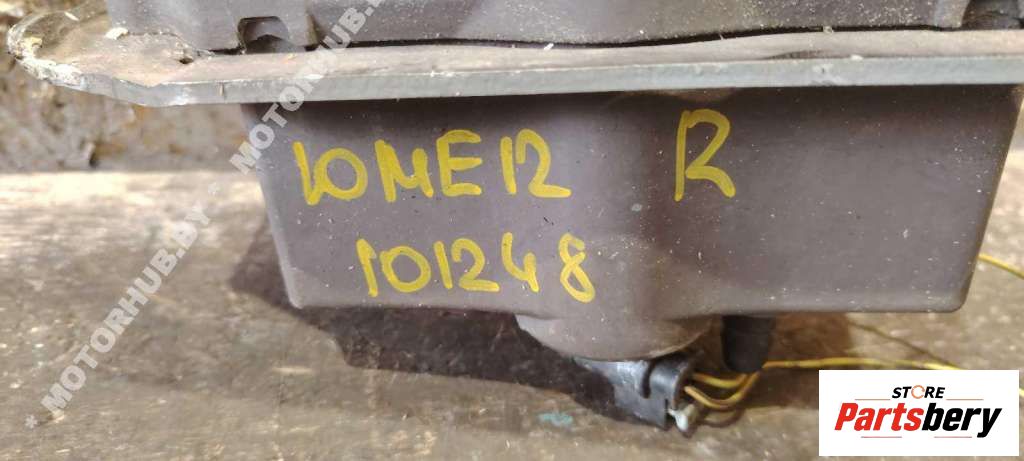 10ME12 R
101248
* MOTORHUB.BY * MOTORHUB.BY
STORE
Partsbery